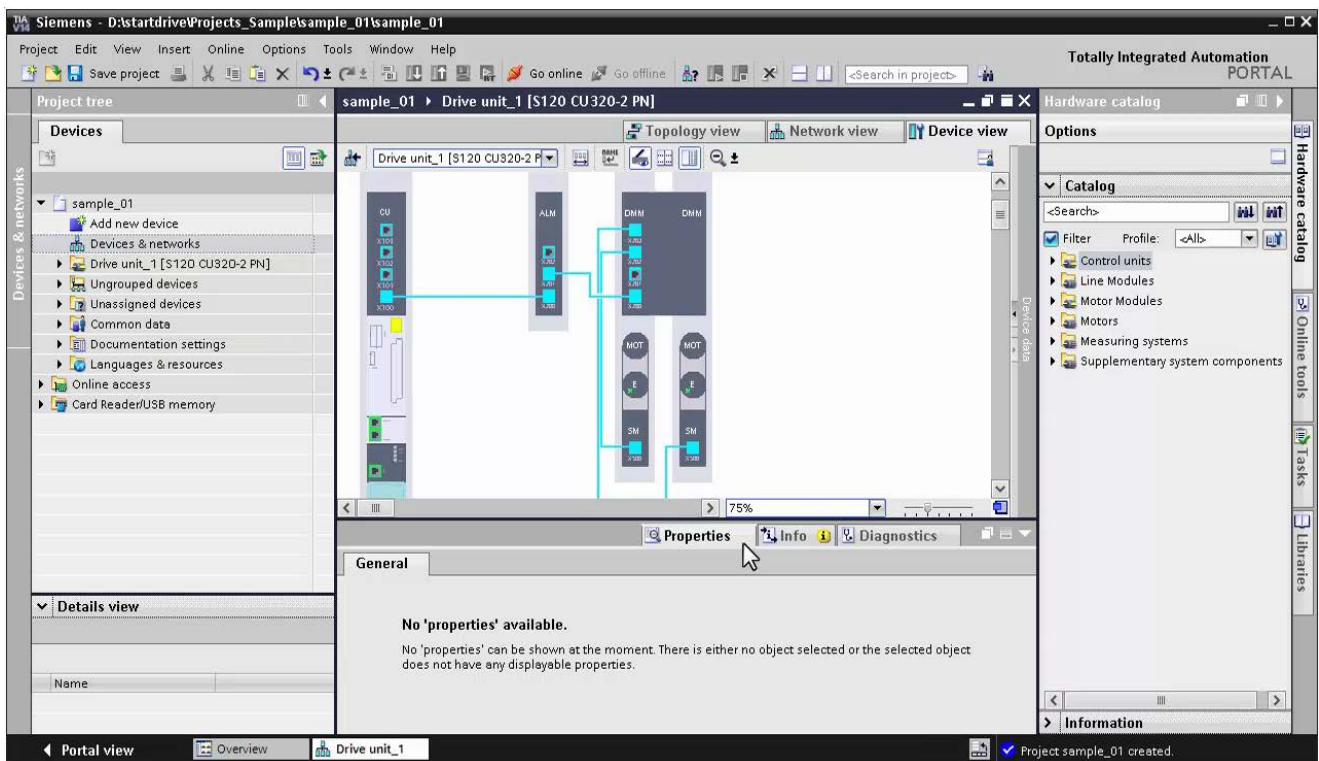 TIA V14 Siemens - D:\startdrive\Projects_Sample\sample_01\sample_01
Project Edit View Insert Online Options Tools Window Help
Totally Integrated Automation
PORTAL
Save project Go online Go offline <Search in project>
Project tree
Devices
Devices & networks
sample_01
Add new device
Devices & networks
Drive unit_1 [S120 CU320-2 PN]
Ungrouped devices
Unassigned devices
Common data
Documentation settings
Languages & resources
Online access
Card Reader/USB memory
Details view
Name
sample_01 Drive unit_1 [S120 CU320-2 PN]
Topology view Network view Device view
Drive unit_1 [S120 CU320-2 P
CU ALM DMM DMM
X100
MOT MOT
E E
SM SM
X500 X500
Device data
75%
Properties Info Diagnostics
General
No 'properties' available.
No 'properties' can be shown at the moment. There is either no object selected or the selected object
does not have any displayable properties.
Hardware catalog
Options
Catalog
<Search>
Filter Profile: <All>
Control units
Line Modules
Motor Modules
Motors
Measuring systems
Supplementary system components
Information
Hardware catalog
Online tools
Tasks
Libraries
Portal view Overview Drive unit_1
Project sample_01 created.